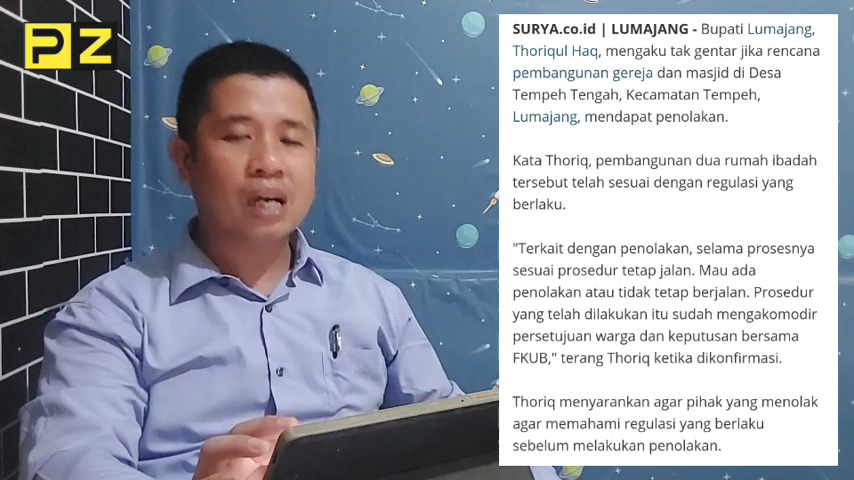 PZ
SURYA.co.id | LUMAJANG - Bupati Lumajang,
Thoriqul Haq, mengaku tak gentar jika rencana
pembangunan gereja dan masjid di Desa
Tempeh Tengah, Kecamatan Tempeh,
Lumajang, mendapat penolakan.
Kata Thoriq, pembangunan dua rumah ibadah
tersebut telah sesuai dengan regulasi yang
berlaku.
"Terkait dengan penolakan, selama prosesnya
sesuai prosedur tetap jalan. Mau ada
penolakan atau tidak tetap berjalan. Prosedur
yang telah dilakukan itu sudah mengakomodir
persetujuan warga dan keputusan bersama
FKUB," terang Thoriq ketika dikonfirmasi.
Thoriq menyarankan agar pihak yang menolak
agar memahami regulasi yang berlaku
sebelum melakukan penolakan.